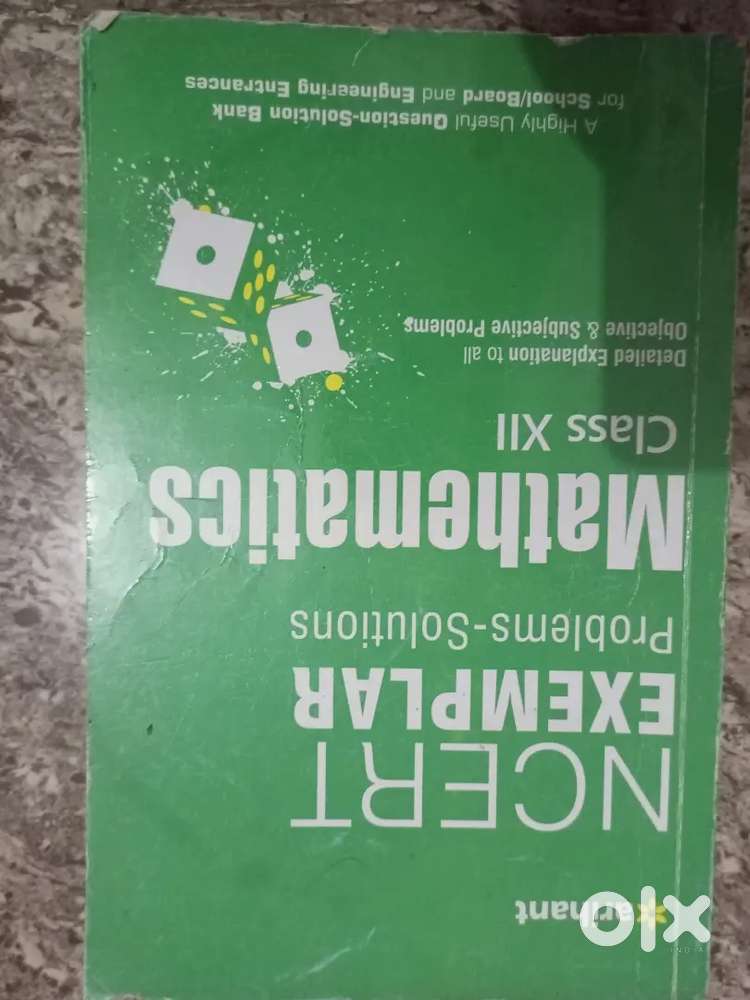 arihant
NCERT
EXEMPLAR
Problems-Solutions
Mathematics
Class XII
Detailed Explanation to all
Objective & Subjective Problems
A Highly Useful Question-Solution Bank
for School/Board and Engineering Entrances
olx
INDIA